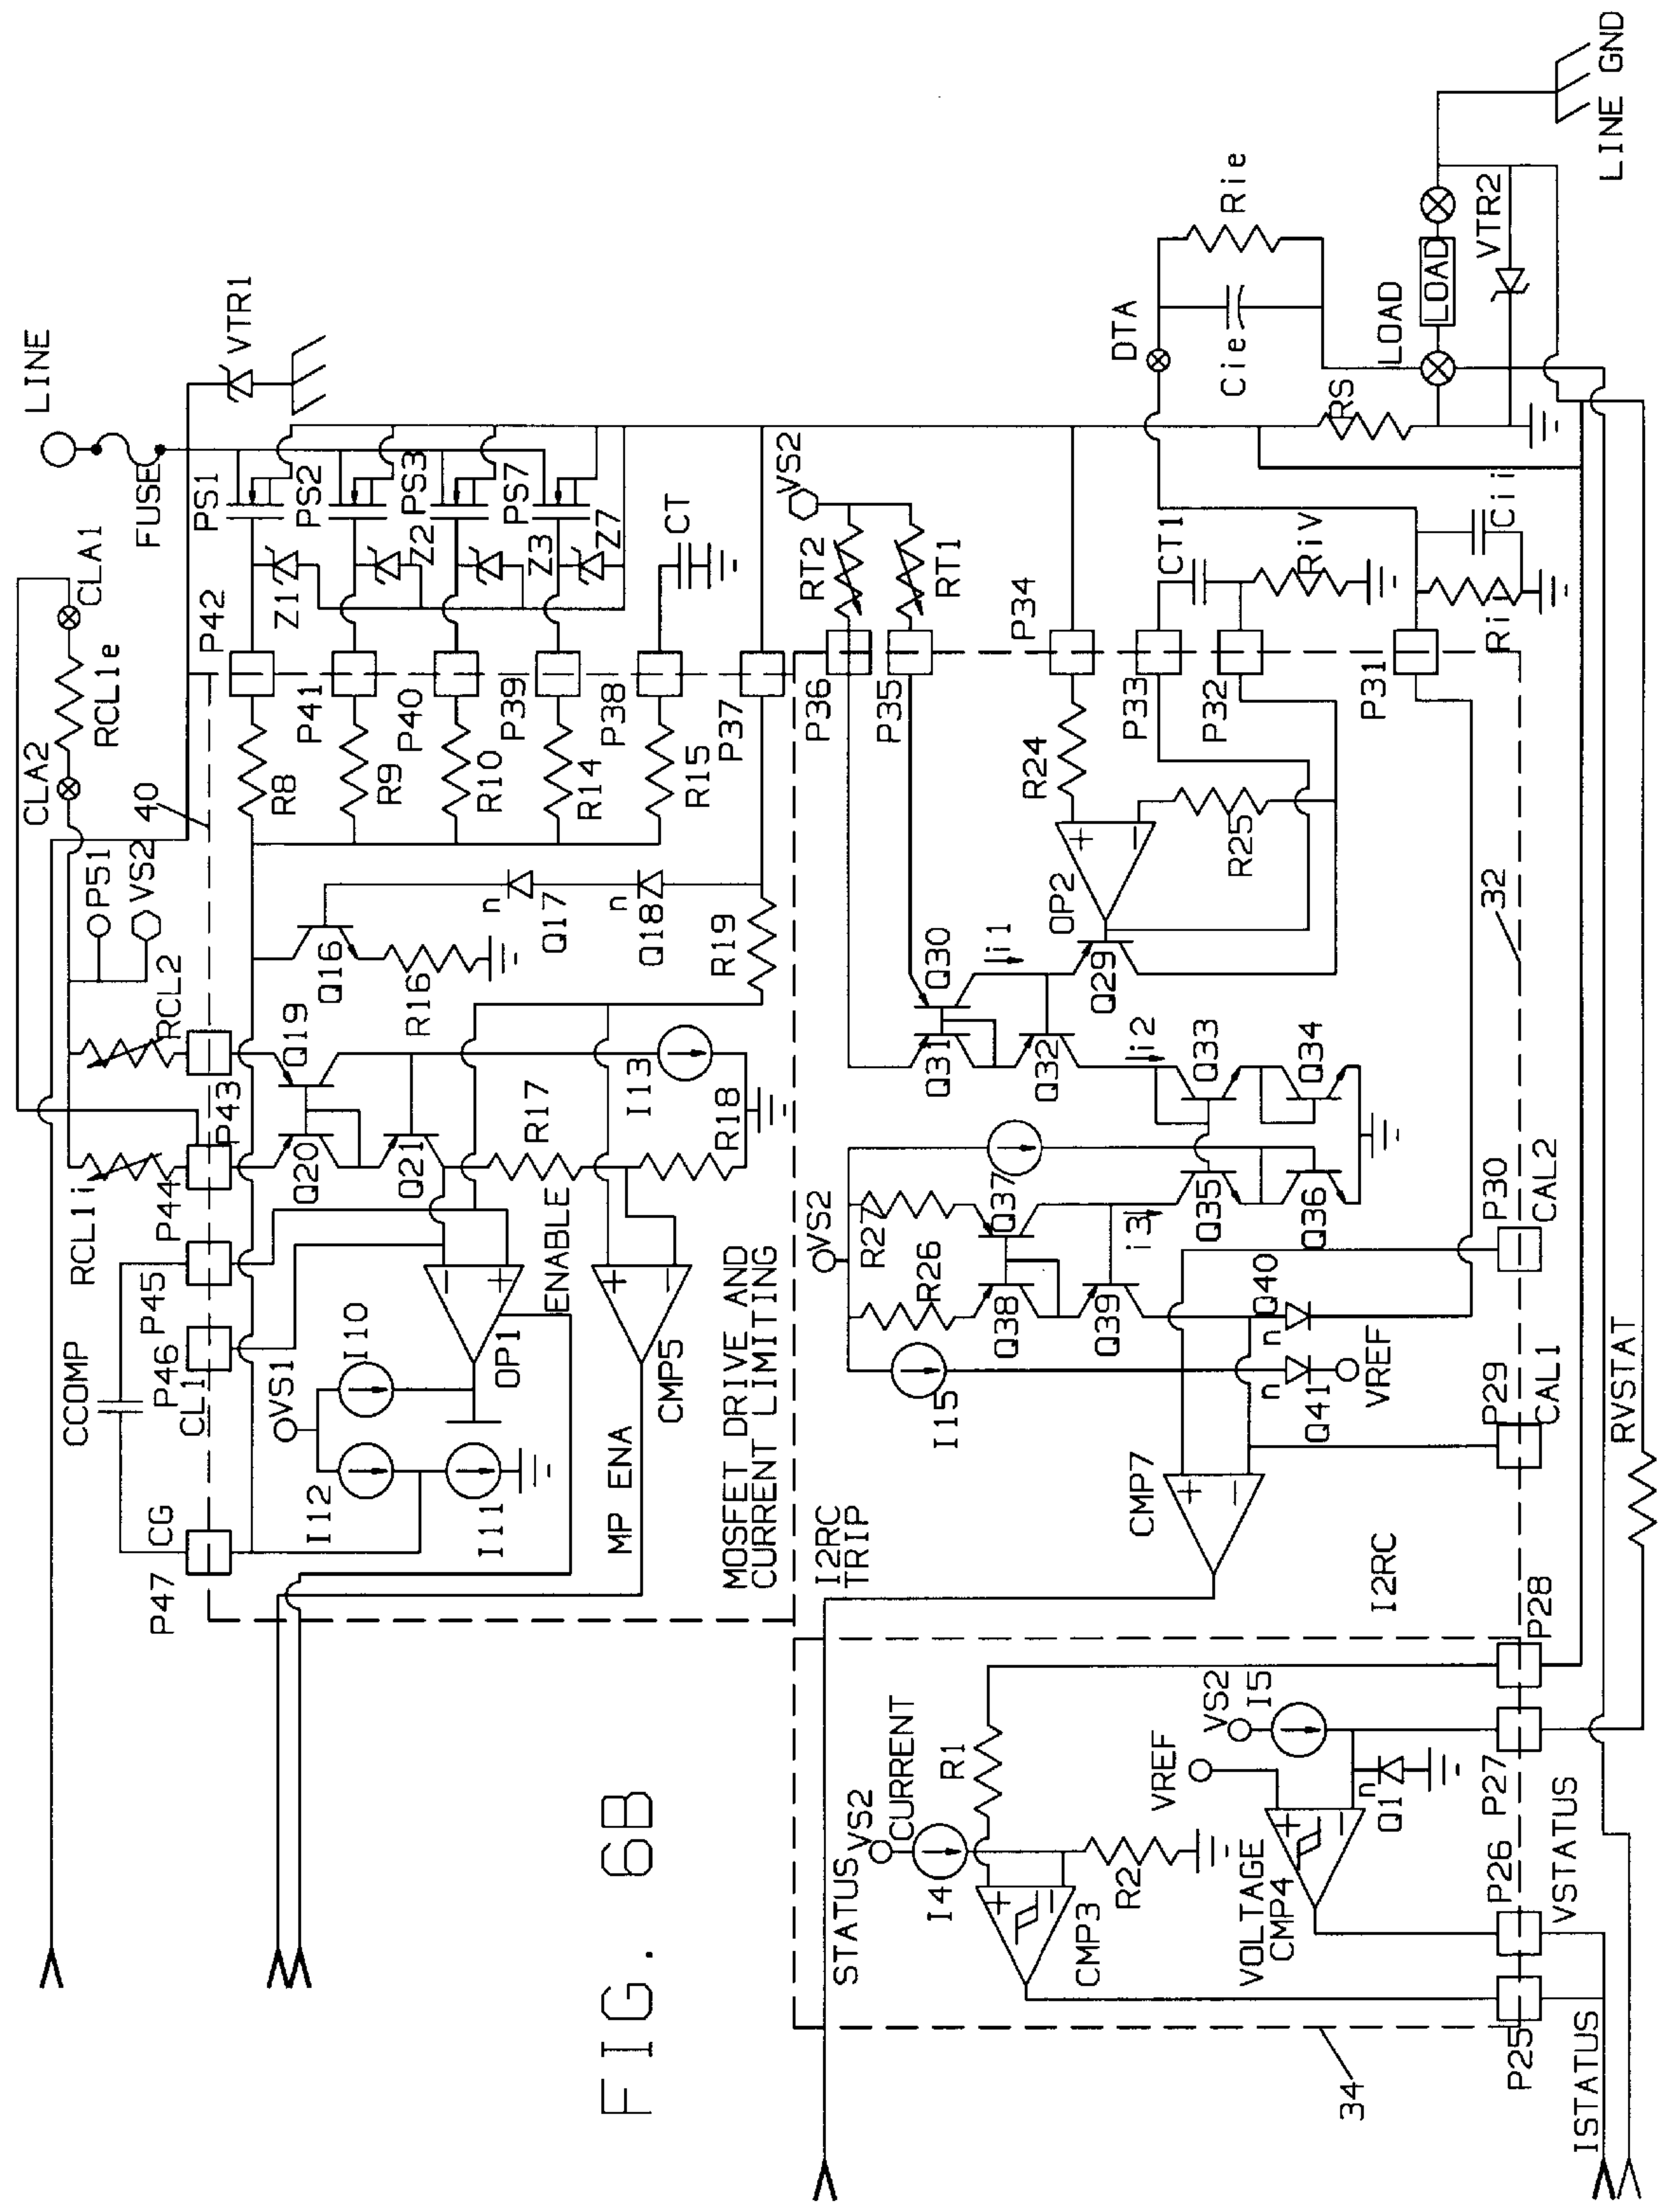 LINE
FUSE
VTR1
CLA1
CLA2
RCL1e
40
P51
VS2
RCL2
RCL1i
P42
PS1
PS2
PS3
PS7
Z1
Z2
Z3
Z7
CT
P41
P40
P39
P38
P37
R8
R9
R10
R14
R15
n
Q17
n
Q18
R19
Q16
R16
P43
P44
P45
P46
CL1
CCOMP
CG
P47
Q19
Q20
Q21
R17
R18
I13
VS1
I10
I12
I11
OP1
ENABLE
CMP5
MP ENA
MOSFET DRIVE AND
CURRENT LIMITING
FIG. 6B
VS2
RT2
RT1
P36
P35
P34
P33
P32
P31
CT1
RiV
Cii
Rii
DTA
Cie
Rie
RS
LOAD
LOAD
VTR2
LINE GND
R24
OP2
R25
Q30
Q31
i1
Q29
Q32
i2
Q33
Q34
32
VS2
R27
R26
Q37
Q38
Q39
i3
Q35
Q36
n
Q40
I15
n
Q41
VREF
P30
CAL2
P29
CAL1
CMP7
I2RC
TRIP
I2RC
P28
RVSTAT
STATUS
VS2
CURRENT
I4
R1
R2
CMP3
VREF
VS2
I5
n
Q1
VOLTAGE
CMP4
P27
P26
VSTATUS
P25
ISTATUS
34